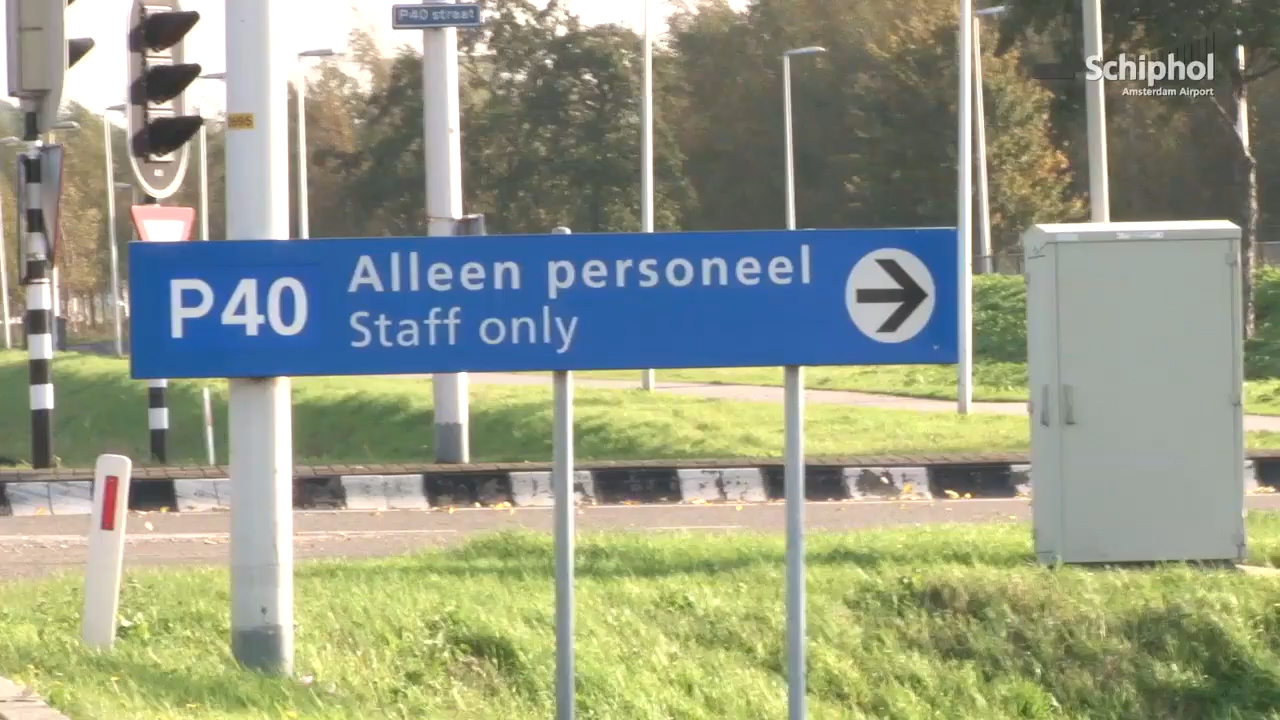 P40 straat
Schiphol
Amsterdam Airport
P40
Alleen personeel
Staff only